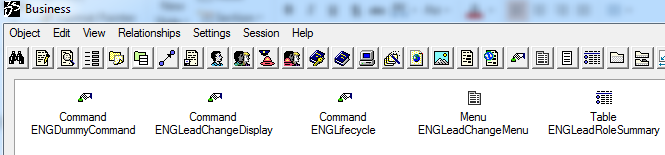 Business
Object Edit View Relationships Settings Session Help
Command Command Command Menu Table
ENGDummyCommand ENGLeadChangeDisplay ENGLifecycle ENGLeadChangeMenu ENGLeadRoleSummary